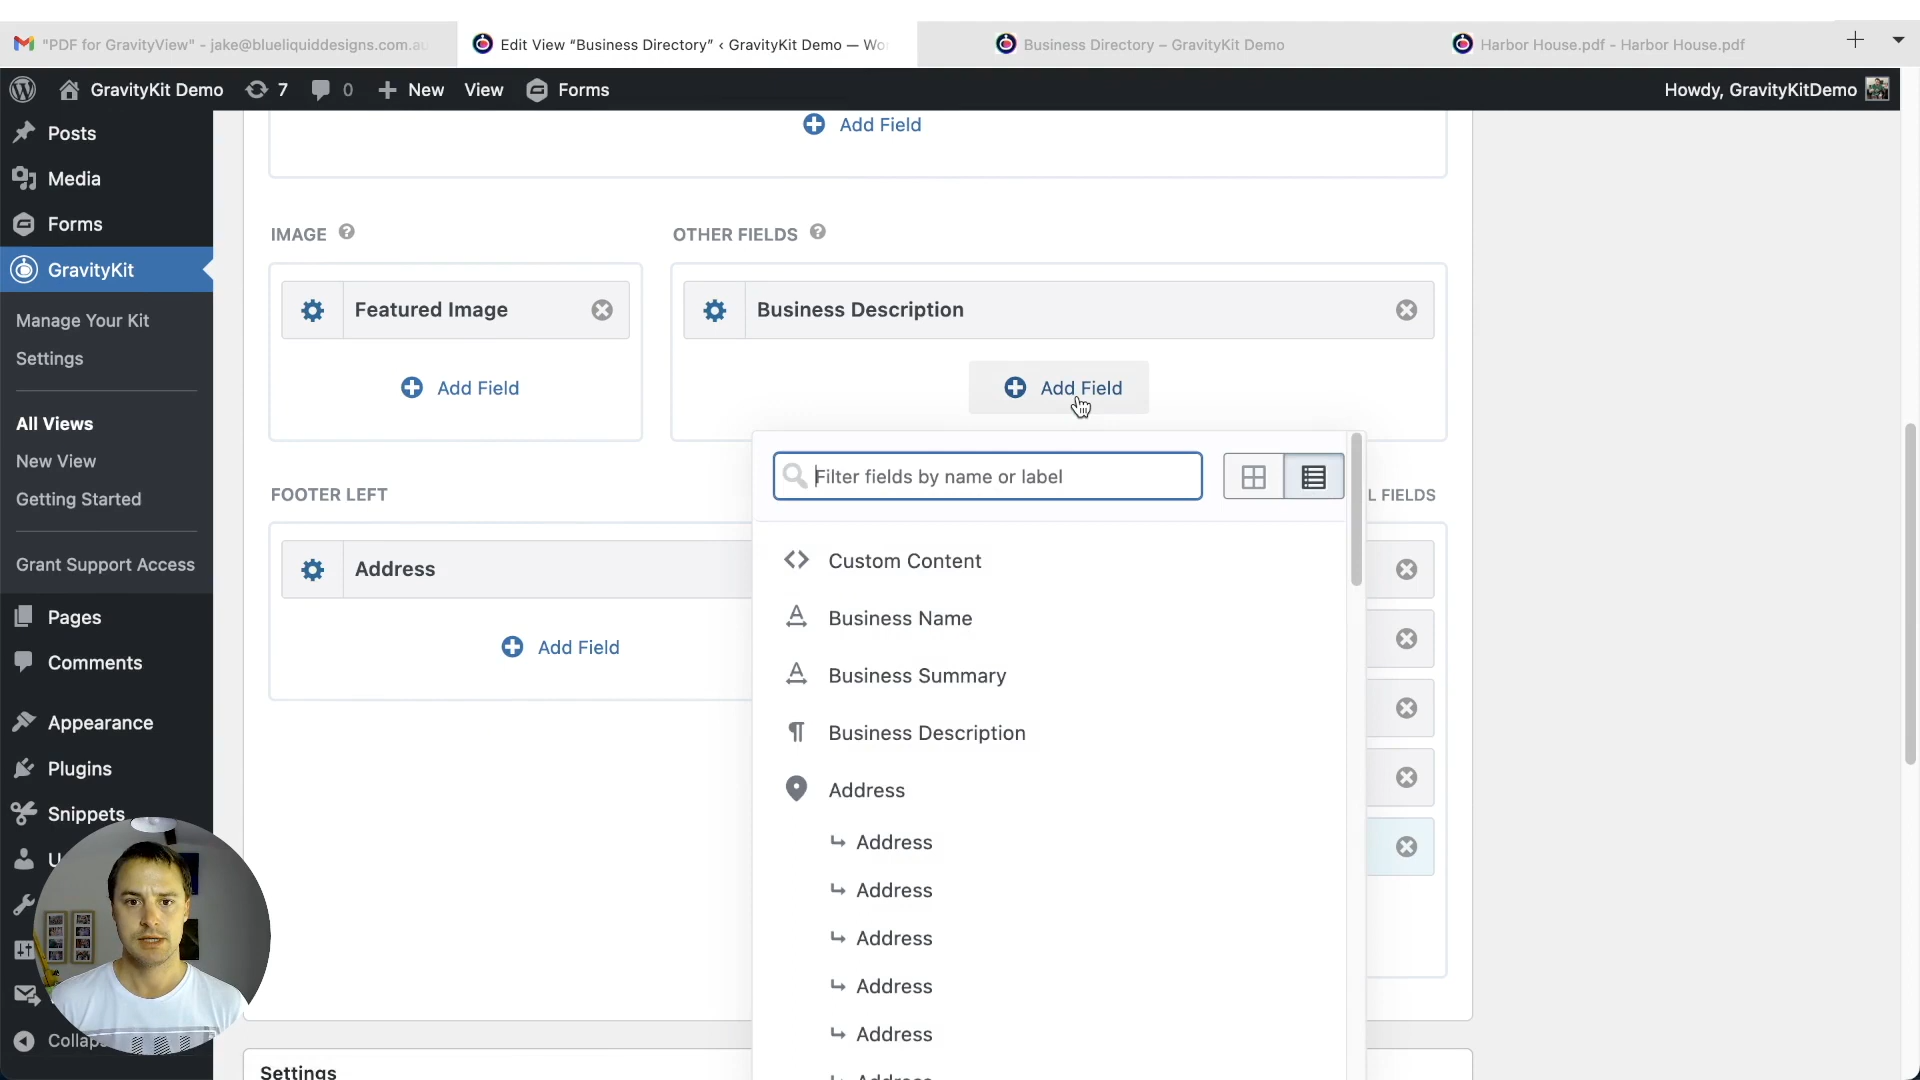 "PDF for GravityView" - jake@blueliquiddesigns.com.au
Edit View “Business Directory” ‹ GravityKit Demo — Wo
Business Directory – GravityKit Demo
Harbor House.pdf - Harbor House.pdf
GravityKit Demo
7
0
New
View
Forms
Howdy, GravityKitDemo
Posts
Media
Forms
GravityKit
Manage Your Kit
Settings
All Views
New View
Getting Started
Grant Support Access
Pages
Comments
Appearance
Plugins
Snippets
Collap
Add Field
IMAGE
Featured Image
Add Field
OTHER FIELDS
Business Description
Add Field
FOOTER LEFT
Address
Add Field
L FIELDS
Filter fields by name or label
Custom Content
Business Name
Business Summary
Business Description
Address
Address
Address
Address
Address
Address
Address
Settings